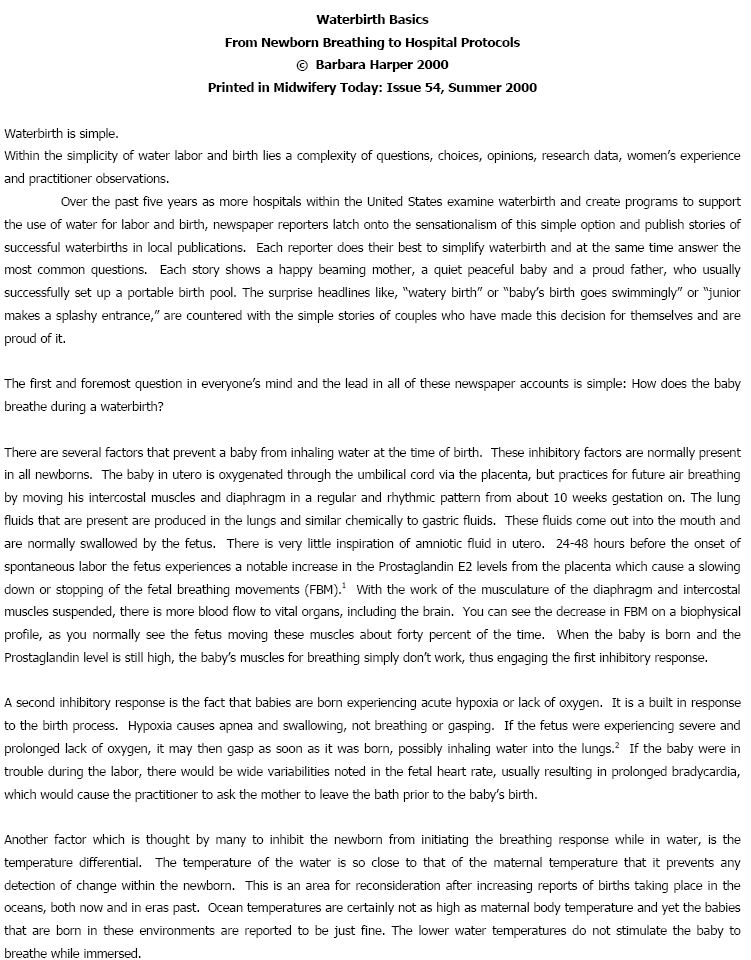 Waterbirth Basics
From Newborn Breathing to Hospital Protocols
© Barbara Harper 2000
Printed in Midwifery Today: Issue 54, Summer 2000
Waterbirth is simple.
Within the simplicity of water labor and birth lies a complexity of questions, choices, opinions, research data, women's experience
and practitioner observations.
Over the past five years as more hospitals within the United States examine waterbirth and create programs to support
the use of water for labor and birth, newspaper reporters latch onto the sensationalism of this simple option and publish stories of
successful waterbirths in local publications. Each reporter does their best to simplify waterbirth and at the same time answer the
most common questions. Each story shows a happy beaming mother, a quiet peaceful baby and a proud father, who usually
successfully set up a portable birth pool. The surprise headlines like, “watery birth” or “baby's birth goes swimmingly” or “junior
makes a splashy entrance,” are countered with the simple stories of couples who have made this decision for themselves and are
proud of it.
The first and foremost question in everyone's mind and the lead in all of these newspaper accounts is simple: How does the baby
breathe during a waterbirth?
There are several factors that prevent a baby from inhaling water at the time of birth. These inhibitory factors are normally present
in all newborns. The baby in utero is oxygenated through the umbilical cord via the placenta, but practices for future air breathing
by moving his intercostal muscles and diaphragm in a regular and rhythmic pattern from about 10 weeks gestation on. The lung
fluids that are present are produced in the lungs and similar chemically to gastric fluids. These fluids come out into the mouth and
are normally swallowed by the fetus. There is very little inspiration of amniotic fluid in utero. 24-48 hours before the onset of
spontaneous labor the fetus experiences a notable increase in the Prostaglandin E2 levels from the placenta which cause a slowing
down or stopping of the fetal breathing movements (FBM).¹ With the work of the musculature of the diaphragm and intercostal
muscles suspended, there is more blood flow to vital organs, including the brain. You can see the decrease in FBM on a biophysical
profile, as you normally see the fetus moving these muscles about forty percent of the time. When the baby is born and the
Prostaglandin level is still high, the baby's muscles for breathing simply don't work, thus engaging the first inhibitory response.
A second inhibitory response is the fact that babies are born experiencing acute hypoxia or lack of oxygen. It is a built in response
to the birth process. Hypoxia causes apnea and swallowing, not breathing or gasping. If the fetus were experiencing severe and
prolonged lack of oxygen, it may then gasp as soon as it was born, possibly inhaling water into the lungs.² If the baby were in
trouble during the labor, there would be wide variabilities noted in the fetal heart rate, usually resulting in prolonged bradycardia,
which would cause the practitioner to ask the mother to leave the bath prior to the baby's birth.
Another factor which is thought by many to inhibit the newborn from initiating the breathing response while in water, is the
temperature differential. The temperature of the water is so close to that of the maternal temperature that it prevents any
detection of change within the newborn. This is an area for reconsideration after increasing reports of births taking place in the
oceans, both now and in eras past. Ocean temperatures are certainly not as high as maternal body temperature and yet the babies
that are born in these environments are reported to be just fine. The lower water temperatures do not stimulate the baby to
breathe while immersed.